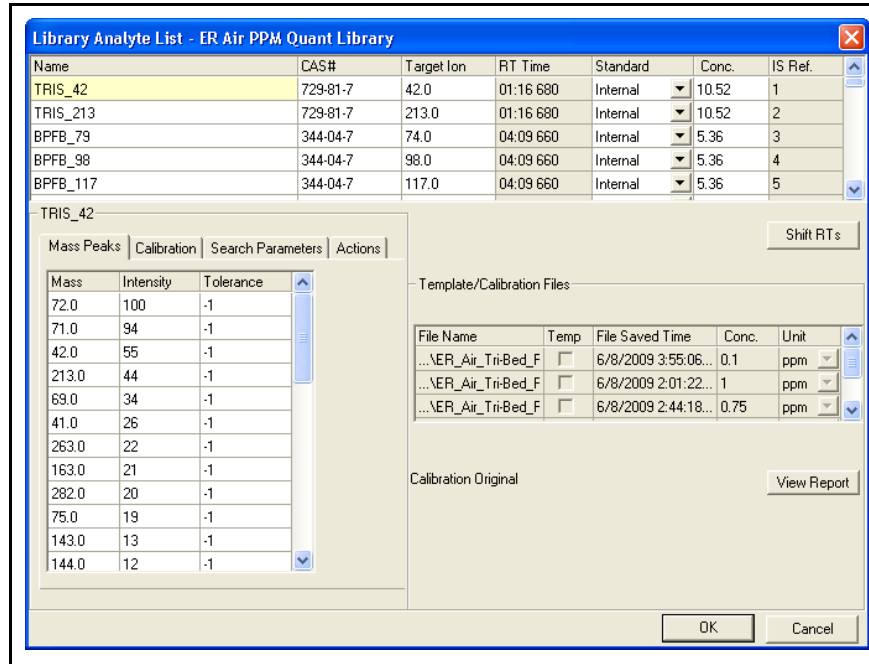 Library Analyte List - ER Air PPM Quant Library
Name CAS# Target Ion RT Time Standard Conc. IS Ref.
TRIS_42 729-81-7 42.0 01:16 680 Internal 10.52 1
TRIS_213 729-81-7 213.0 01:16 680 Internal 10.52 2
BPFB_79 344-04-7 74.0 04:09 660 Internal 5.36 3
BPFB_98 344-04-7 98.0 04:09 660 Internal 5.36 4
BPFB_117 344-04-7 117.0 04:09 660 Internal 5.36 5
TRIS_42
Shift RTs
Mass Peaks Calibration Search Parameters Actions
Mass Intensity Tolerance
72.0 100 -1
71.0 94 -1
42.0 55 -1
213.0 44 -1
69.0 34 -1
41.0 26 -1
263.0 22 -1
163.0 21 -1
282.0 20 -1
75.0 19 -1
143.0 13 -1
144.0 12 -1
Template/Calibration Files
File Name Temp File Saved Time Conc. Unit
...\ER_Air_Tri-Bed_F 6/8/2009 3:55:06... 0.1 ppm
...\ER_Air_Tri-Bed_F 6/8/2009 2:01:22... 1 ppm
...\ER_Air_Tri-Bed_F 6/8/2009 2:44:18... 0.75 ppm
Calibration Original
View Report
OK Cancel